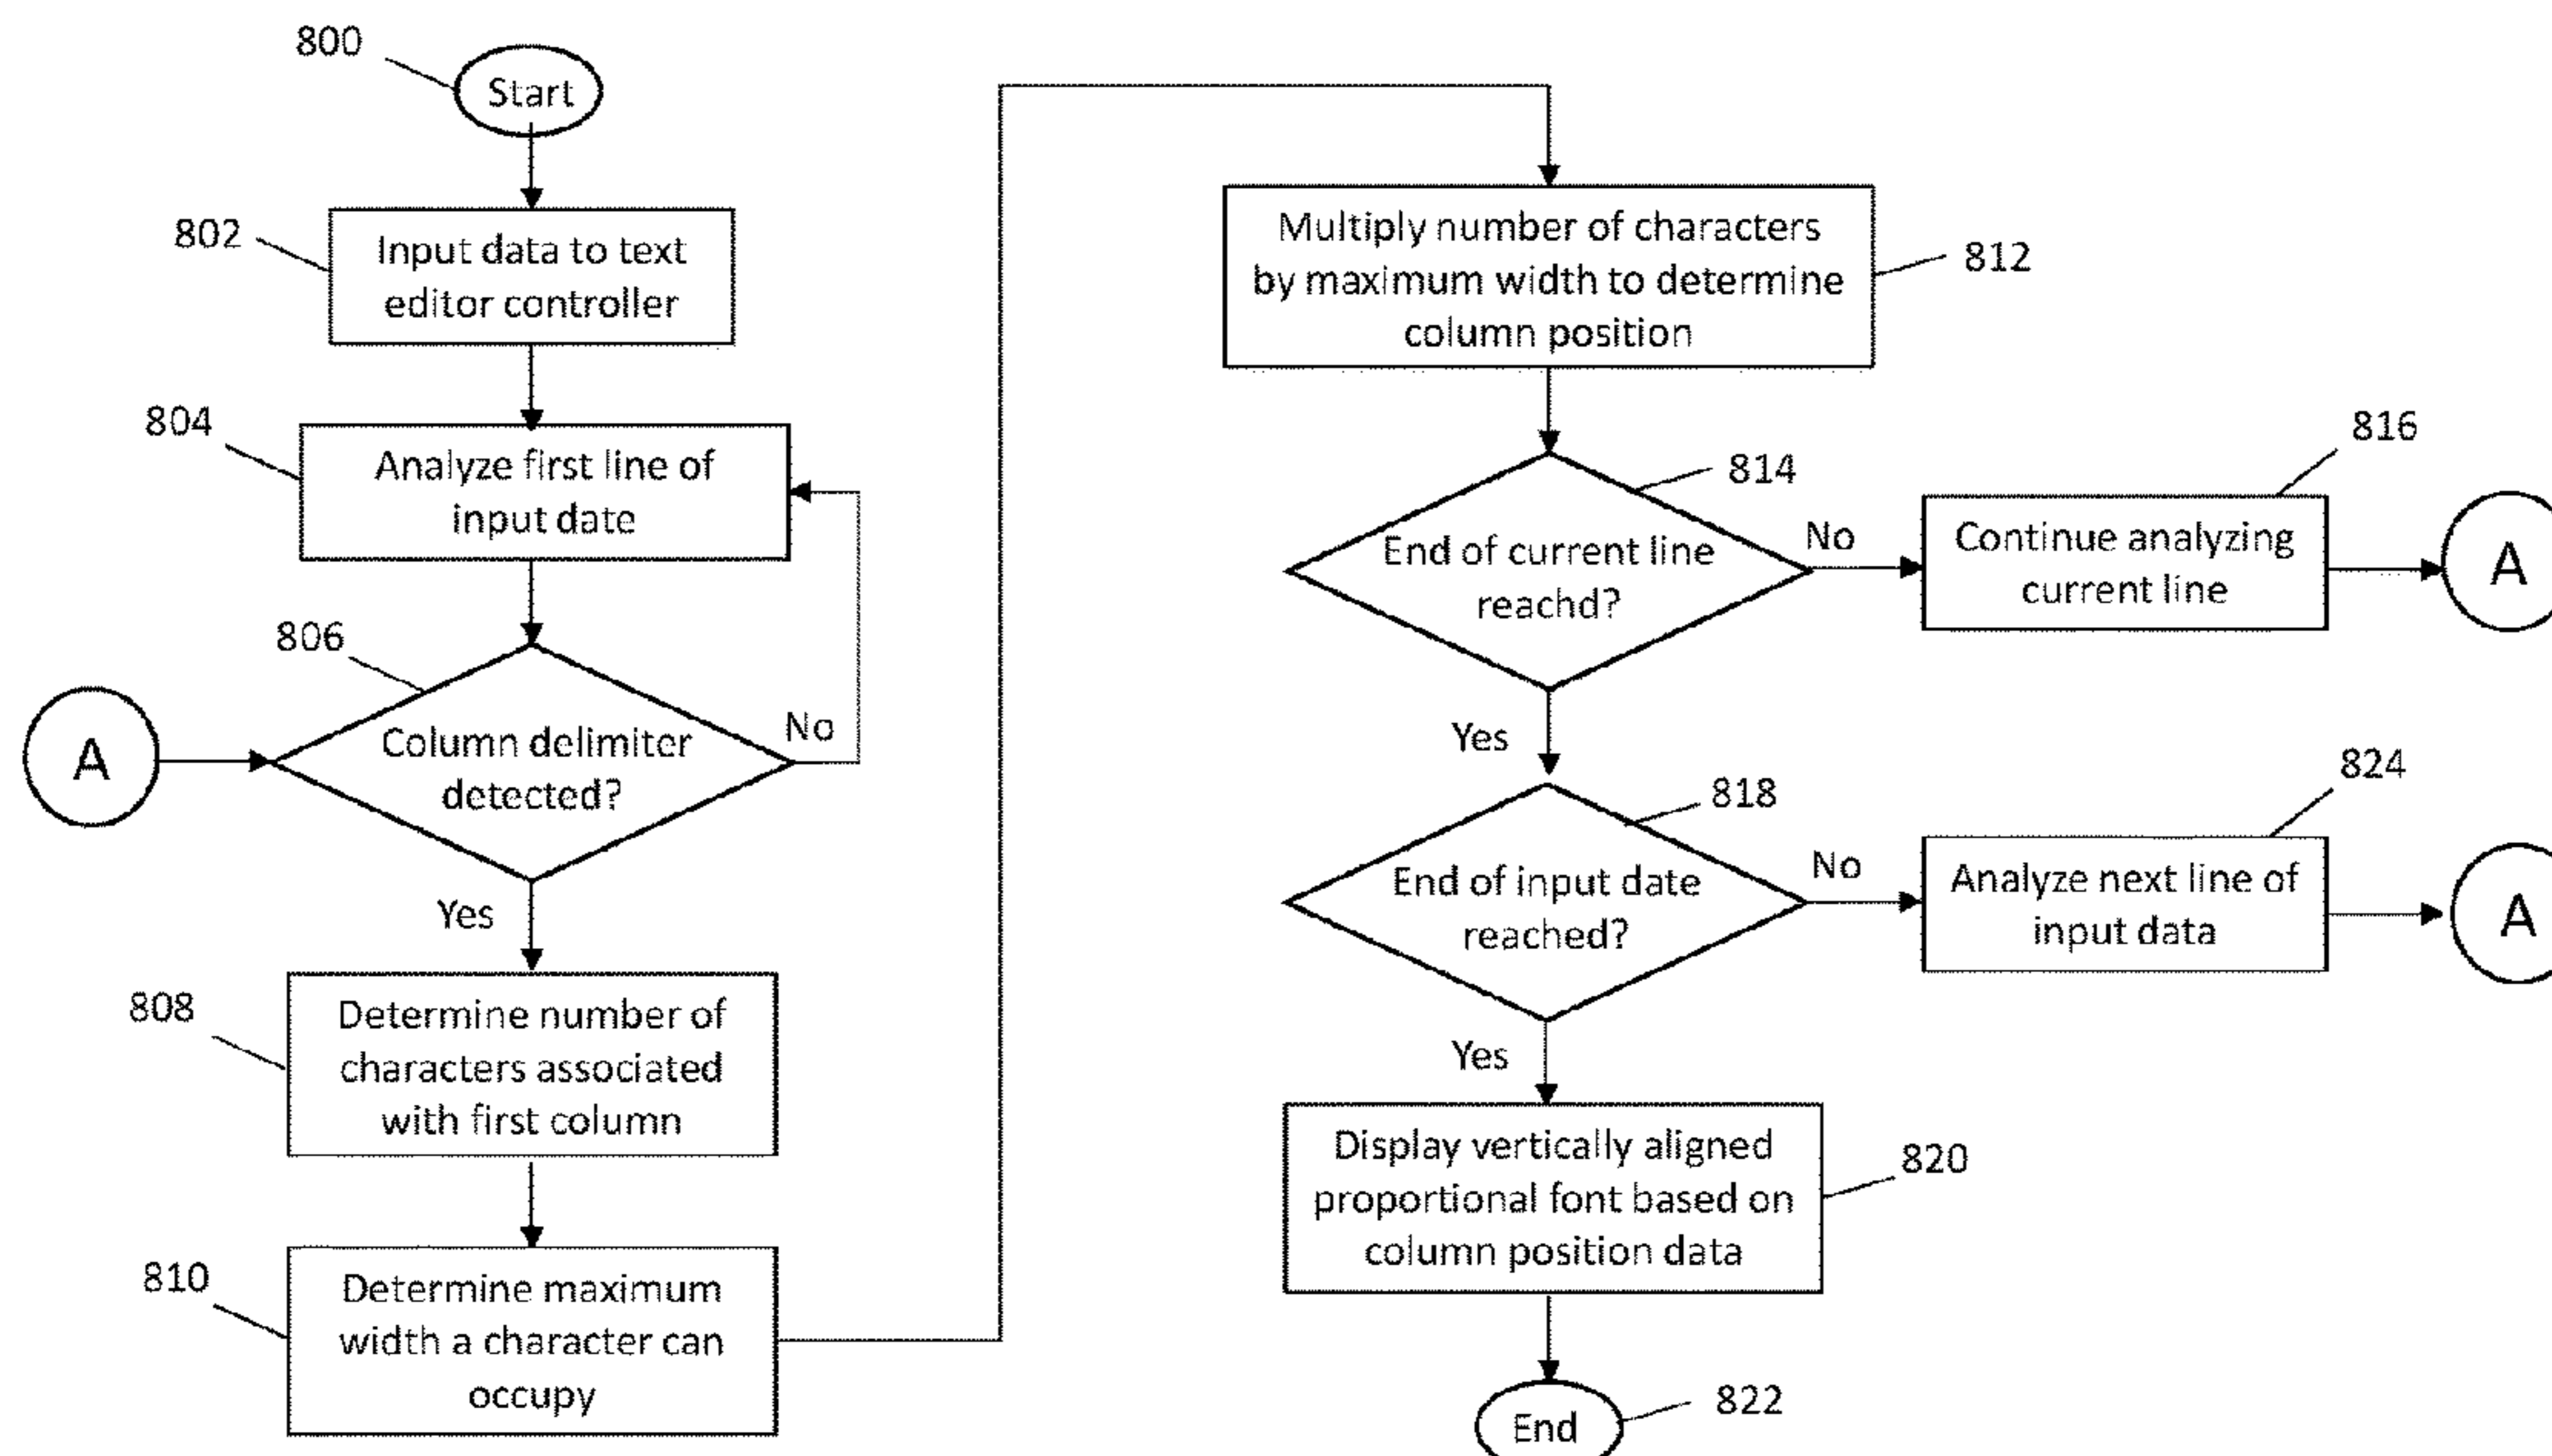 800
Start
802
Input data to text
editor controller
804
Analyze first line of
input date
806
A
Column delimiter
detected?
No
Yes
808
Determine number of
characters associated
with first column
810
Determine maximum
width a character can
occupy
Multiply number of characters
by maximum width to determine
column position
812
814
End of current line
reachd?
No
816
Continue analyzing
current line
A
Yes
818
End of input date
reached?
No
824
Analyze next line of
input data
A
Yes
Display vertically aligned
proportional font based on
column position data
820
End
822